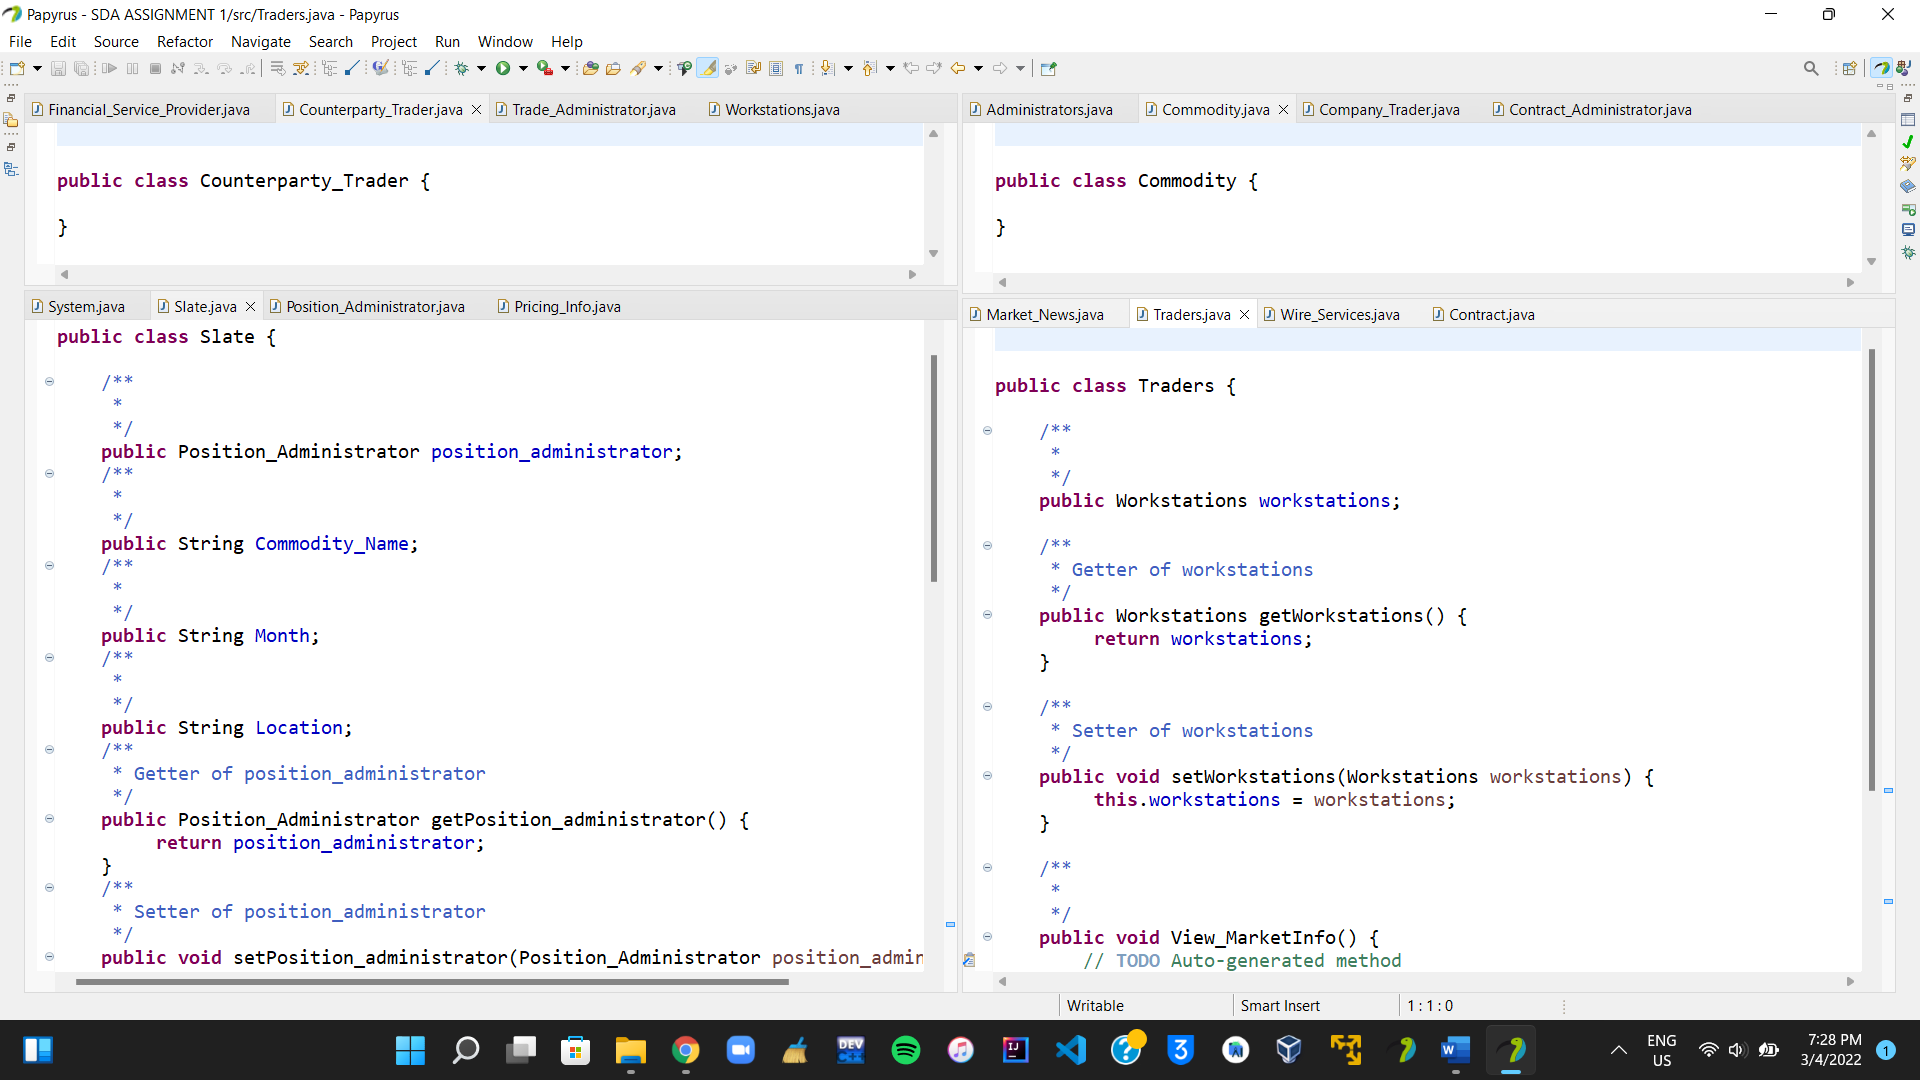 Papyrus - SDA ASSIGNMENT 1/src/Traders.java - Papyrus
File Edit Source Refactor Navigate Search Project Run Window Help
Financial_Service_Provider.java Counterparty_Trader.java Trade_Administrator.java Workstations.java
public class Counterparty_Trader {
}
Administrators.java Commodity.java Company_Trader.java Contract_Administrator.java
public class Commodity {
}
System.java Slate.java Position_Administrator.java Pricing_Info.java
public class Slate {
/**
*
*/
public Position_Administrator position_administrator;
/**
*
*/
public String Commodity_Name;
/**
*
*/
public String Month;
/**
*
*/
public String Location;
/**
* Getter of position_administrator
*/
public Position_Administrator getPosition_administrator() {
return position_administrator;
}
/**
* Setter of position_administrator
*/
public void setPosition_administrator(Position_Administrator position_admin
Market_News.java Traders.java Wire_Services.java Contract.java
public class Traders {
/**
*
*/
public Workstations workstations;
/**
* Getter of workstations
*/
public Workstations getWorkstations() {
return workstations;
}
/**
* Setter of workstations
*/
public void setWorkstations(Workstations workstations) {
this.workstations = workstations;
}
/**
*
*/
public void View_MarketInfo() {
// TODO Auto-generated method
Writable Smart Insert 1 : 1 : 0
DEV
C++
IJ
3
W
ENG
US
7:28 PM
3/4/2022
1